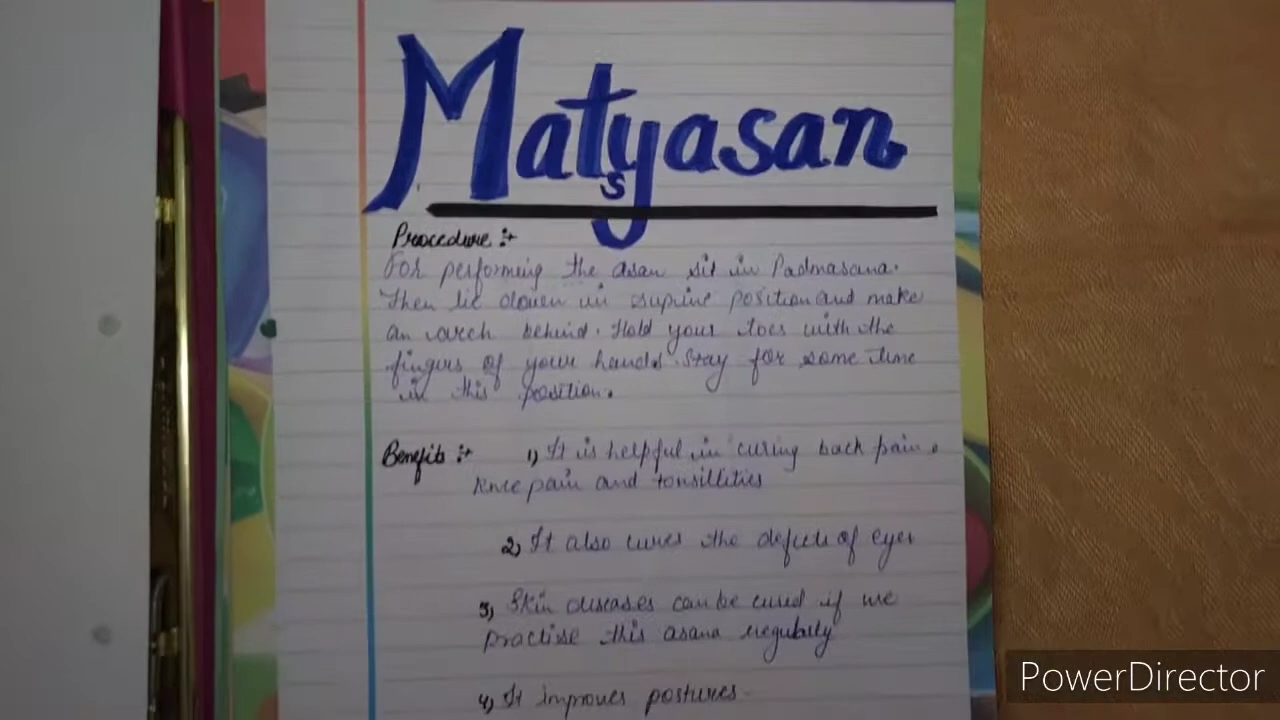 Matyasan
s
Procedure :-
For performing the asan sit in Padmasana.
Then lie down in supine position and make
an arch behind. Hold your toes with the
fingers of your hands. Stay for some time
in this position.
Benefits :- 1) It is helpful in curing back pain,
knee pain and tonsillities
2) It also cures the defects of eyes
3) Skin diseases can be cured if we
practise this asana regularly
4) It improves postures.
PowerDirector